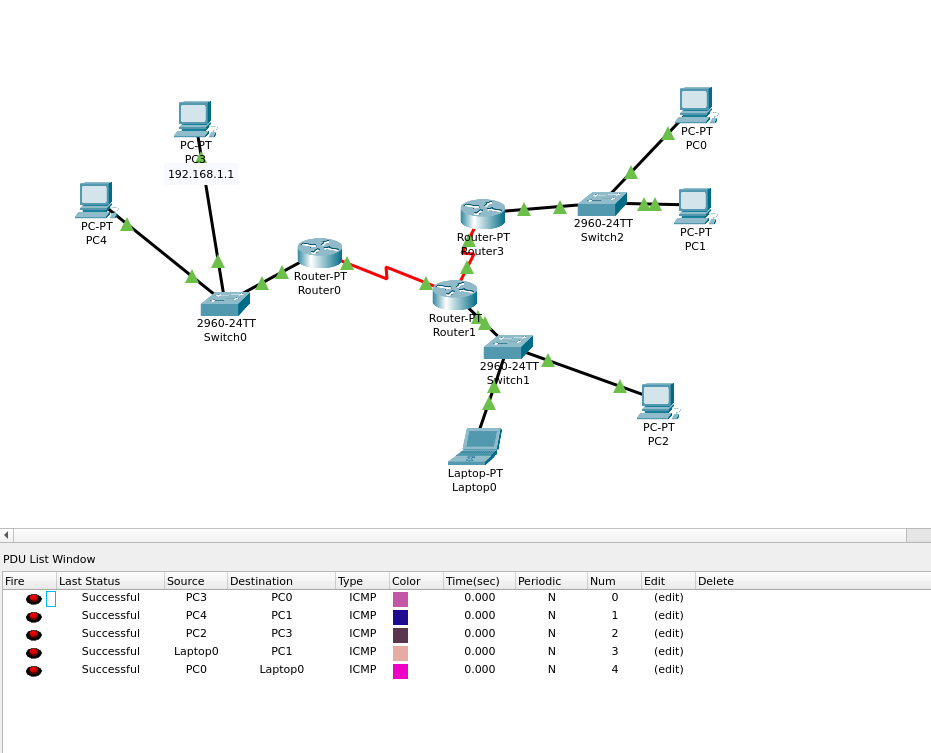 PC-PT
PC0
PC-PT
PC3
192.168.1.1
PC-PT
PC4
PC-PT
PC1
2960-24TT
Switch2
Router-PT
Router3
Router-PT
Router0
2960-24TT
Switch0
Router-PT
Router1
2960-24TT
Switch1
PC-PT
PC2
Laptop-PT
Laptop0
PDU List Window
Fire Last Status Source Destination Type Color Time(sec) Periodic Num Edit Delete
Successful PC3 PC0 ICMP 0.000 N 0 (edit)
Successful PC4 PC1 ICMP 0.000 N 1 (edit)
Successful PC2 PC3 ICMP 0.000 N 2 (edit)
Successful Laptop0 PC1 ICMP 0.000 N 3 (edit)
Successful PC0 Laptop0 ICMP 0.000 N 4 (edit)